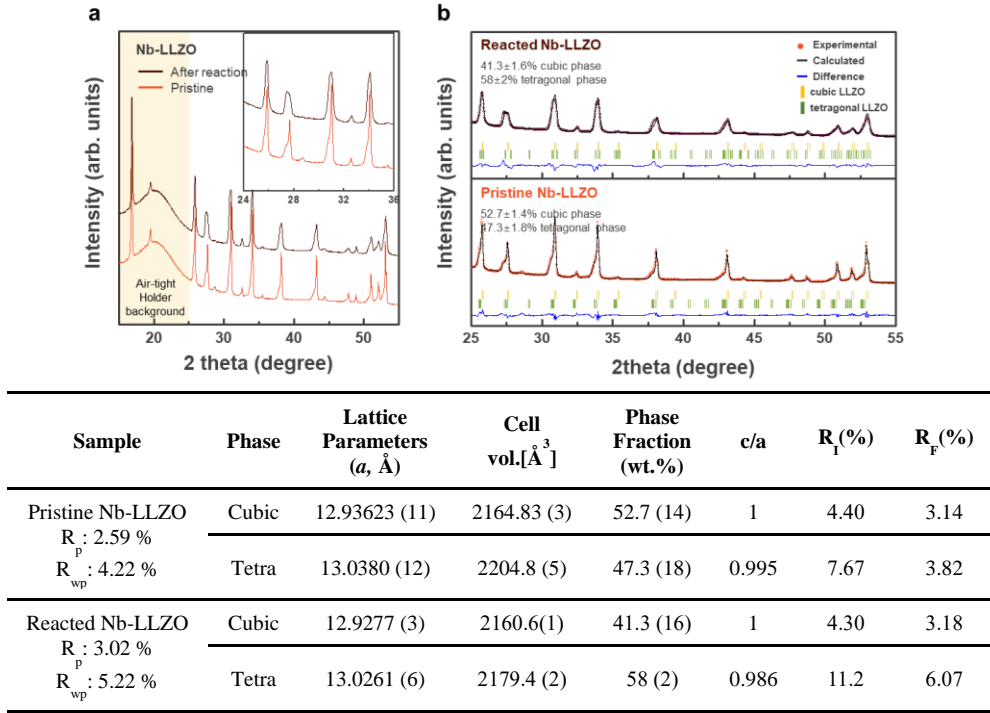 a
Nb-LLZO
After reaction
Pristine
24 28 32 36
Intensity (arb. units)
Air-tight
Holder
background
20 30 40 50
2 theta (degree)
b
Reacted Nb-LLZO
41.3±1.6% cubic phase
58±2% tetragonal phase
Experimental
Calculated
Difference
cubic LLZO
tetragonal LLZO
Intensity (arb. units)
Pristine Nb-LLZO
52.7±1.4% cubic phase
47.3±1.8% tetragonal phase
25 30 35 40 45 50 55
2theta (degree)
Sample Phase Lattice Parameters (a, Å) Cell vol.[Å³] Phase Fraction (wt.%) c/a R_I(%) R_F(%)
Pristine Nb-LLZO Cubic 12.93623 (11) 2164.83 (3) 52.7 (14) 1 4.40 3.14
R_p: 2.59 %
R_wp: 4.22 % Tetra 13.0380 (12) 2204.8 (5) 47.3 (18) 0.995 7.67 3.82
Reacted Nb-LLZO Cubic 12.9277 (3) 2160.6(1) 41.3 (16) 1 4.30 3.18
R_p: 3.02 %
R_wp: 5.22 % Tetra 13.0261 (6) 2179.4 (2) 58 (2) 0.986 11.2 6.07